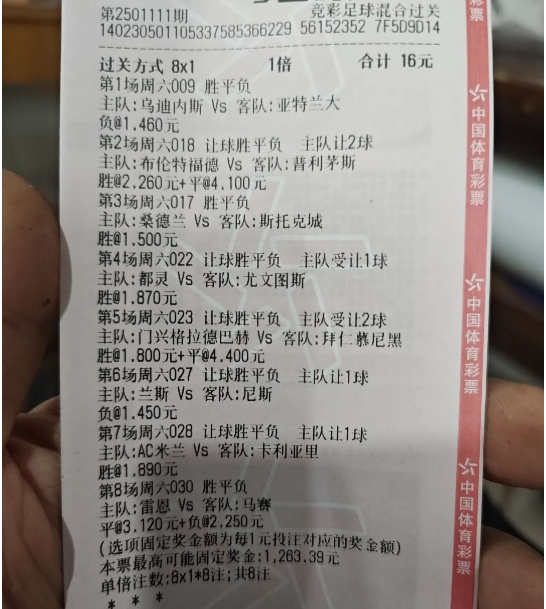 第2501111期 竞彩足球混合过关
140230501105337585366229 56152352 7F5D9D14
过关方式 8x1 1倍 合计 16元
第1场周六009 胜平负
主队:乌迪内斯 Vs 客队:亚特兰大
负@1.460元
第2场周六018 让球胜平负 主队让2球
主队:布伦特福德 Vs 客队:普利茅斯
胜@2.260元+平@4.100元
第3场周六017 胜平负
主队:桑德兰 Vs 客队:斯托克城
胜@1.500元
第4场周六022 让球胜平负 主队受让1球
主队:都灵 Vs 客队:尤文图斯
胜@1.870元
第5场周六023 让球胜平负 主队受让2球
主队:门兴格拉德巴赫 Vs 客队:拜仁慕尼黑
胜@1.800元+平@4.400元
第6场周六027 让球胜平负 主队让1球
主队:兰斯 Vs 客队:尼斯
负@1.450元
第7场周六028 让球胜平负 主队让1球
主队:AC米兰 Vs 客队:卡利亚里
胜@1.890元
第8场周六030 胜平负
主队:雷恩 Vs 客队:马赛
平@3.120元+负@2.250元
(选项固定奖金额为每1元投注对应的奖金额)
本票最高可能固定奖金:1,263.39元
单倍注数:8x1*8注;共8注
* * *
彩票
中国体育彩票
中国体育彩票
中国体育彩票